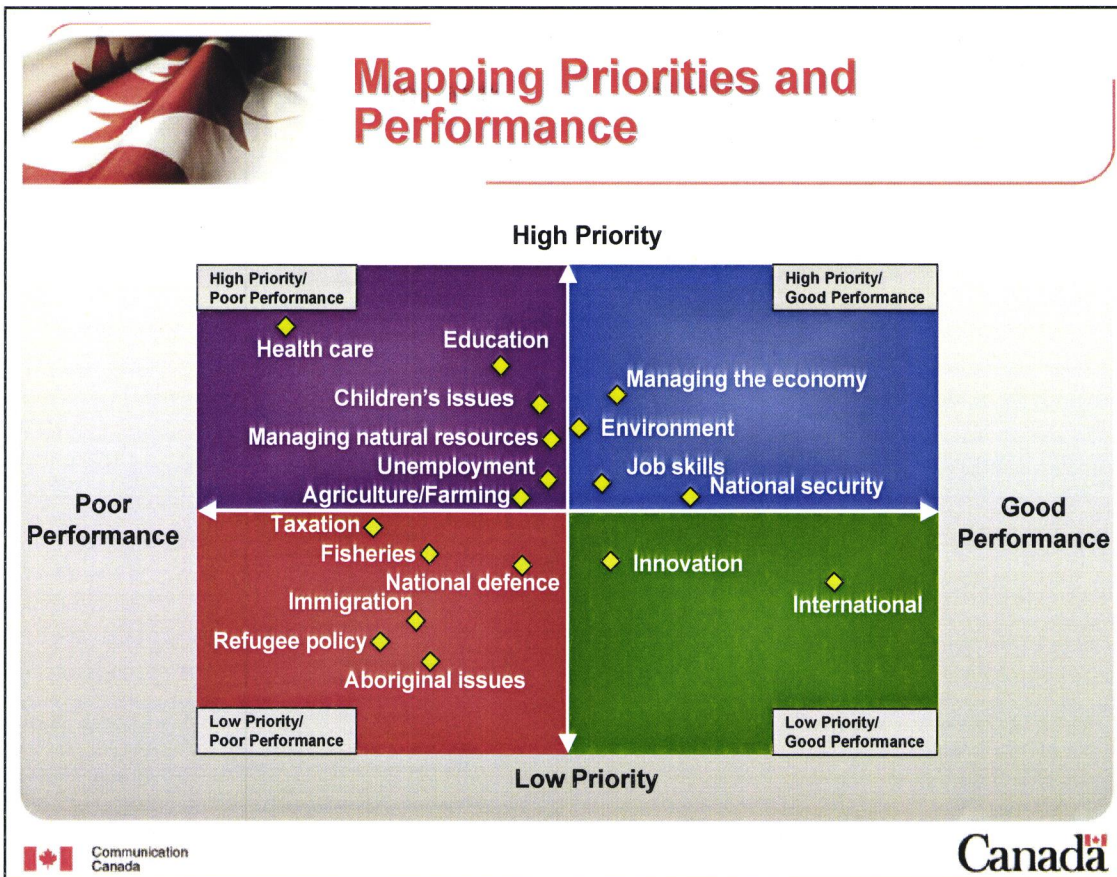 Mapping Priorities and
Performance
High Priority
High Priority/
Poor Performance
High Priority/
Good Performance
Health care
Education
Managing the economy
Children's issues
Environment
Managing natural resources
Unemployment
Job skills
Agriculture/Farming
National security
Poor
Performance
Good
Performance
Taxation
Fisheries
National defence
Innovation
International
Immigration
Refugee policy
Aboriginal issues
Low Priority/
Poor Performance
Low Priority/
Good Performance
Low Priority
Communication
Canada
Canada